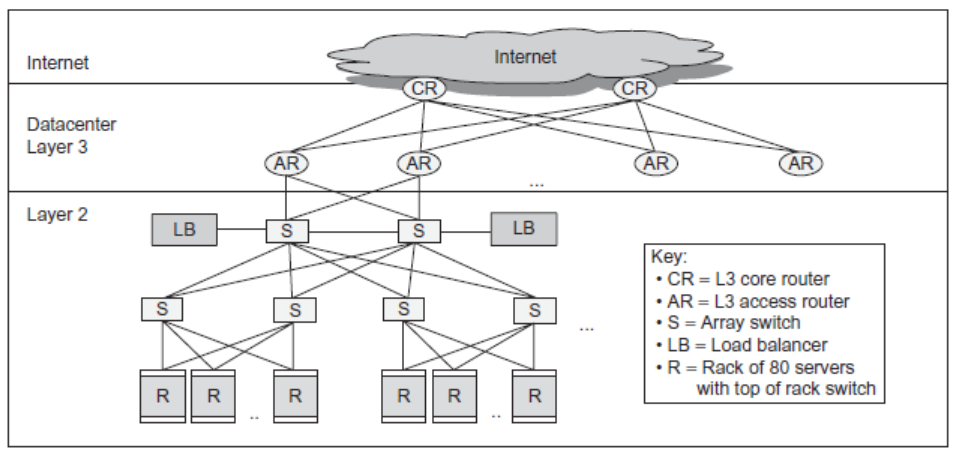 Internet
Internet
CR CR
Datacenter
Layer 3
AR AR AR AR
...
Layer 2
LB S S LB
Key:
• CR = L3 core router
• AR = L3 access router
• S = Array switch
• LB = Load balancer
• R = Rack of 80 servers
with top of rack switch
S S S S ...
R R .. R R R .. R